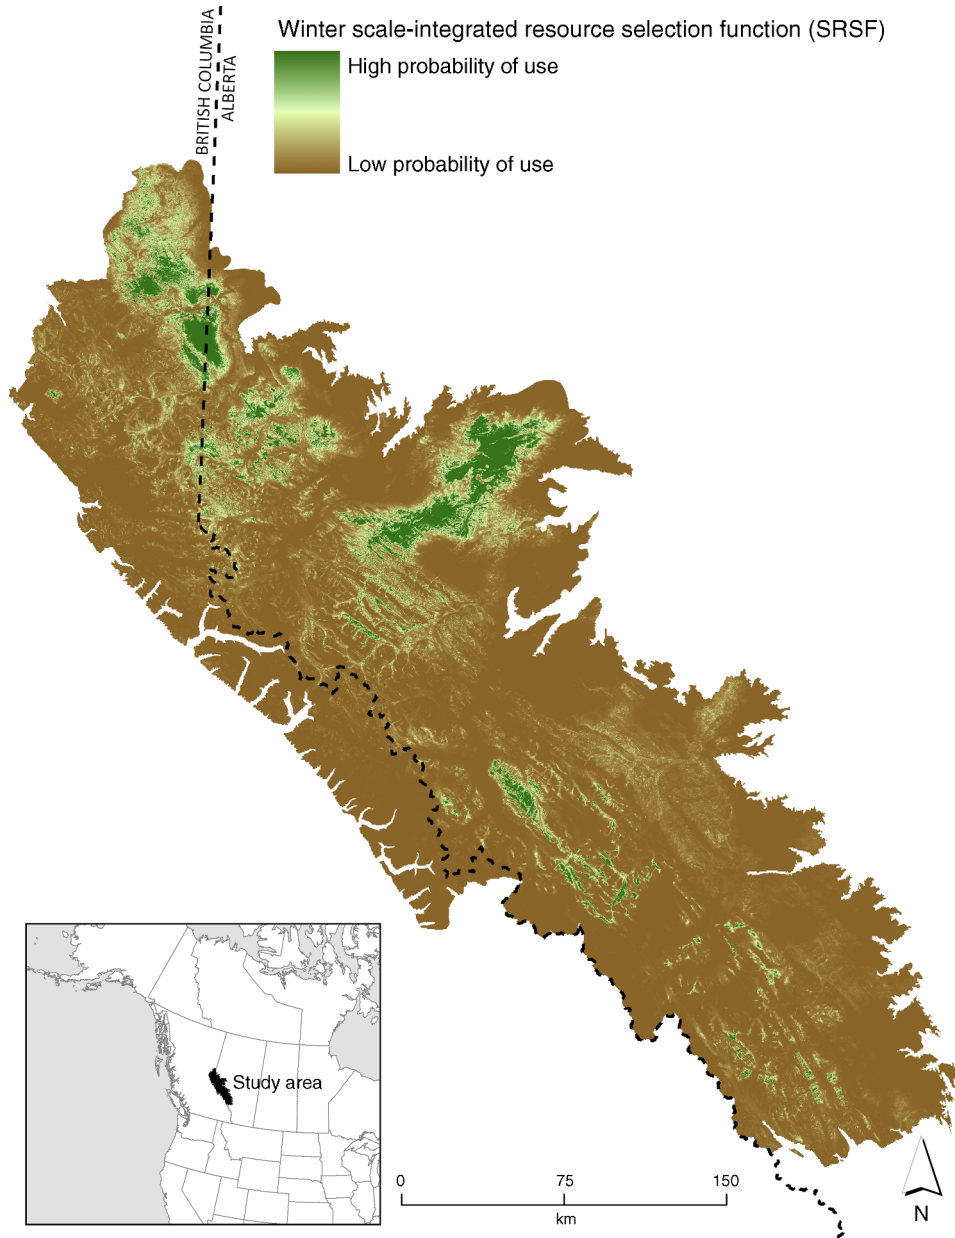 Winter scale-integrated resource selection function (SRSF)
High probability of use
Low probability of use
BRITISH COLUMBIA
ALBERTA
Study area
0 75 150
km
N